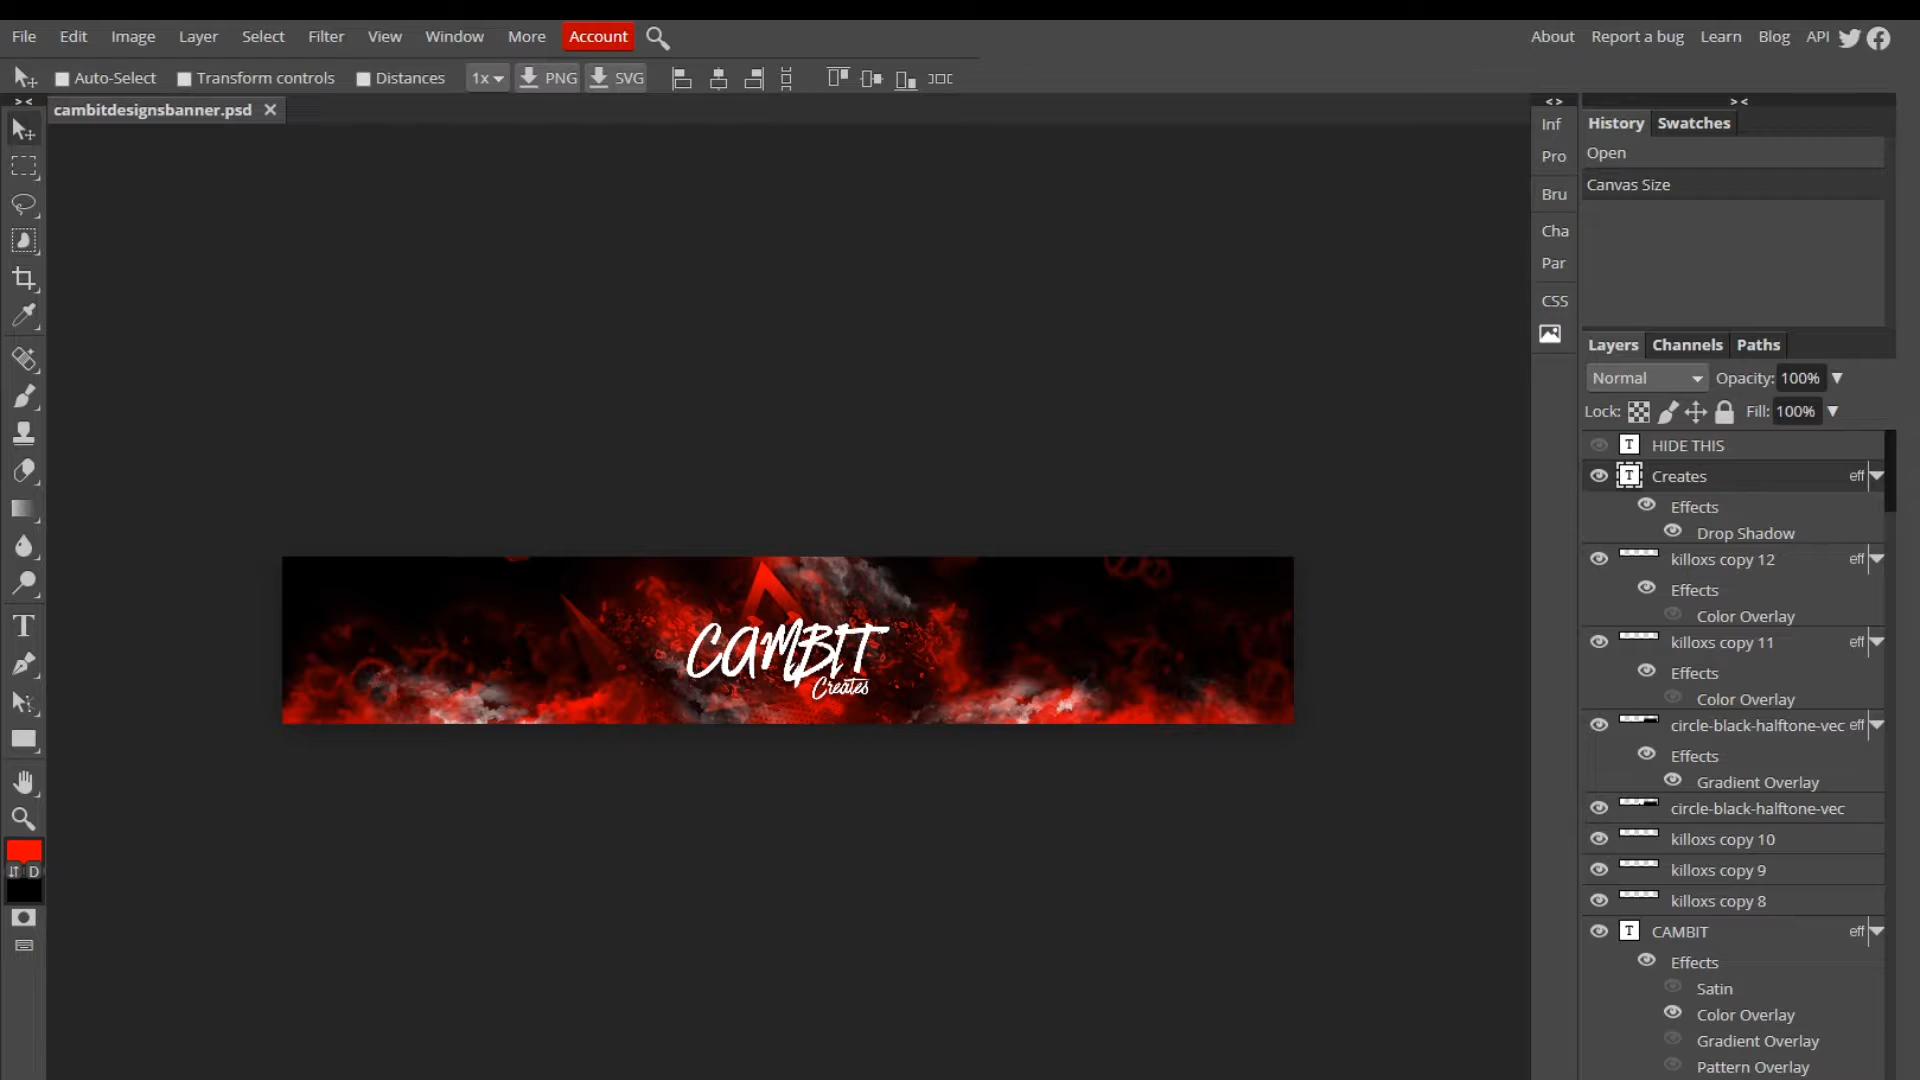 File Edit Image Layer Select Filter View Window More Account About Report a bug Learn Blog API
Auto-Select Transform controls Distances 1x PNG SVG
> < < > > <
cambitdesignsbanner.psd ✕
Inf
Pro
Bru
Cha
Par
CSS
History Swatches
Open
Canvas Size
Layers Channels Paths
Normal Opacity: 100%
Lock: Fill: 100%
T HIDE THIS
T Creates eff
Effects
Drop Shadow
killoxs copy 12 eff
Effects
Color Overlay
killoxs copy 11 eff
Effects
Color Overlay
circle-black-halftone-vec eff
Effects
Gradient Overlay
circle-black-halftone-vec
killoxs copy 10
killoxs copy 9
killoxs copy 8
T CAMBIT eff
Effects
Satin
Color Overlay
Gradient Overlay
Pattern Overlay
CAMBIT
Creates
T
D